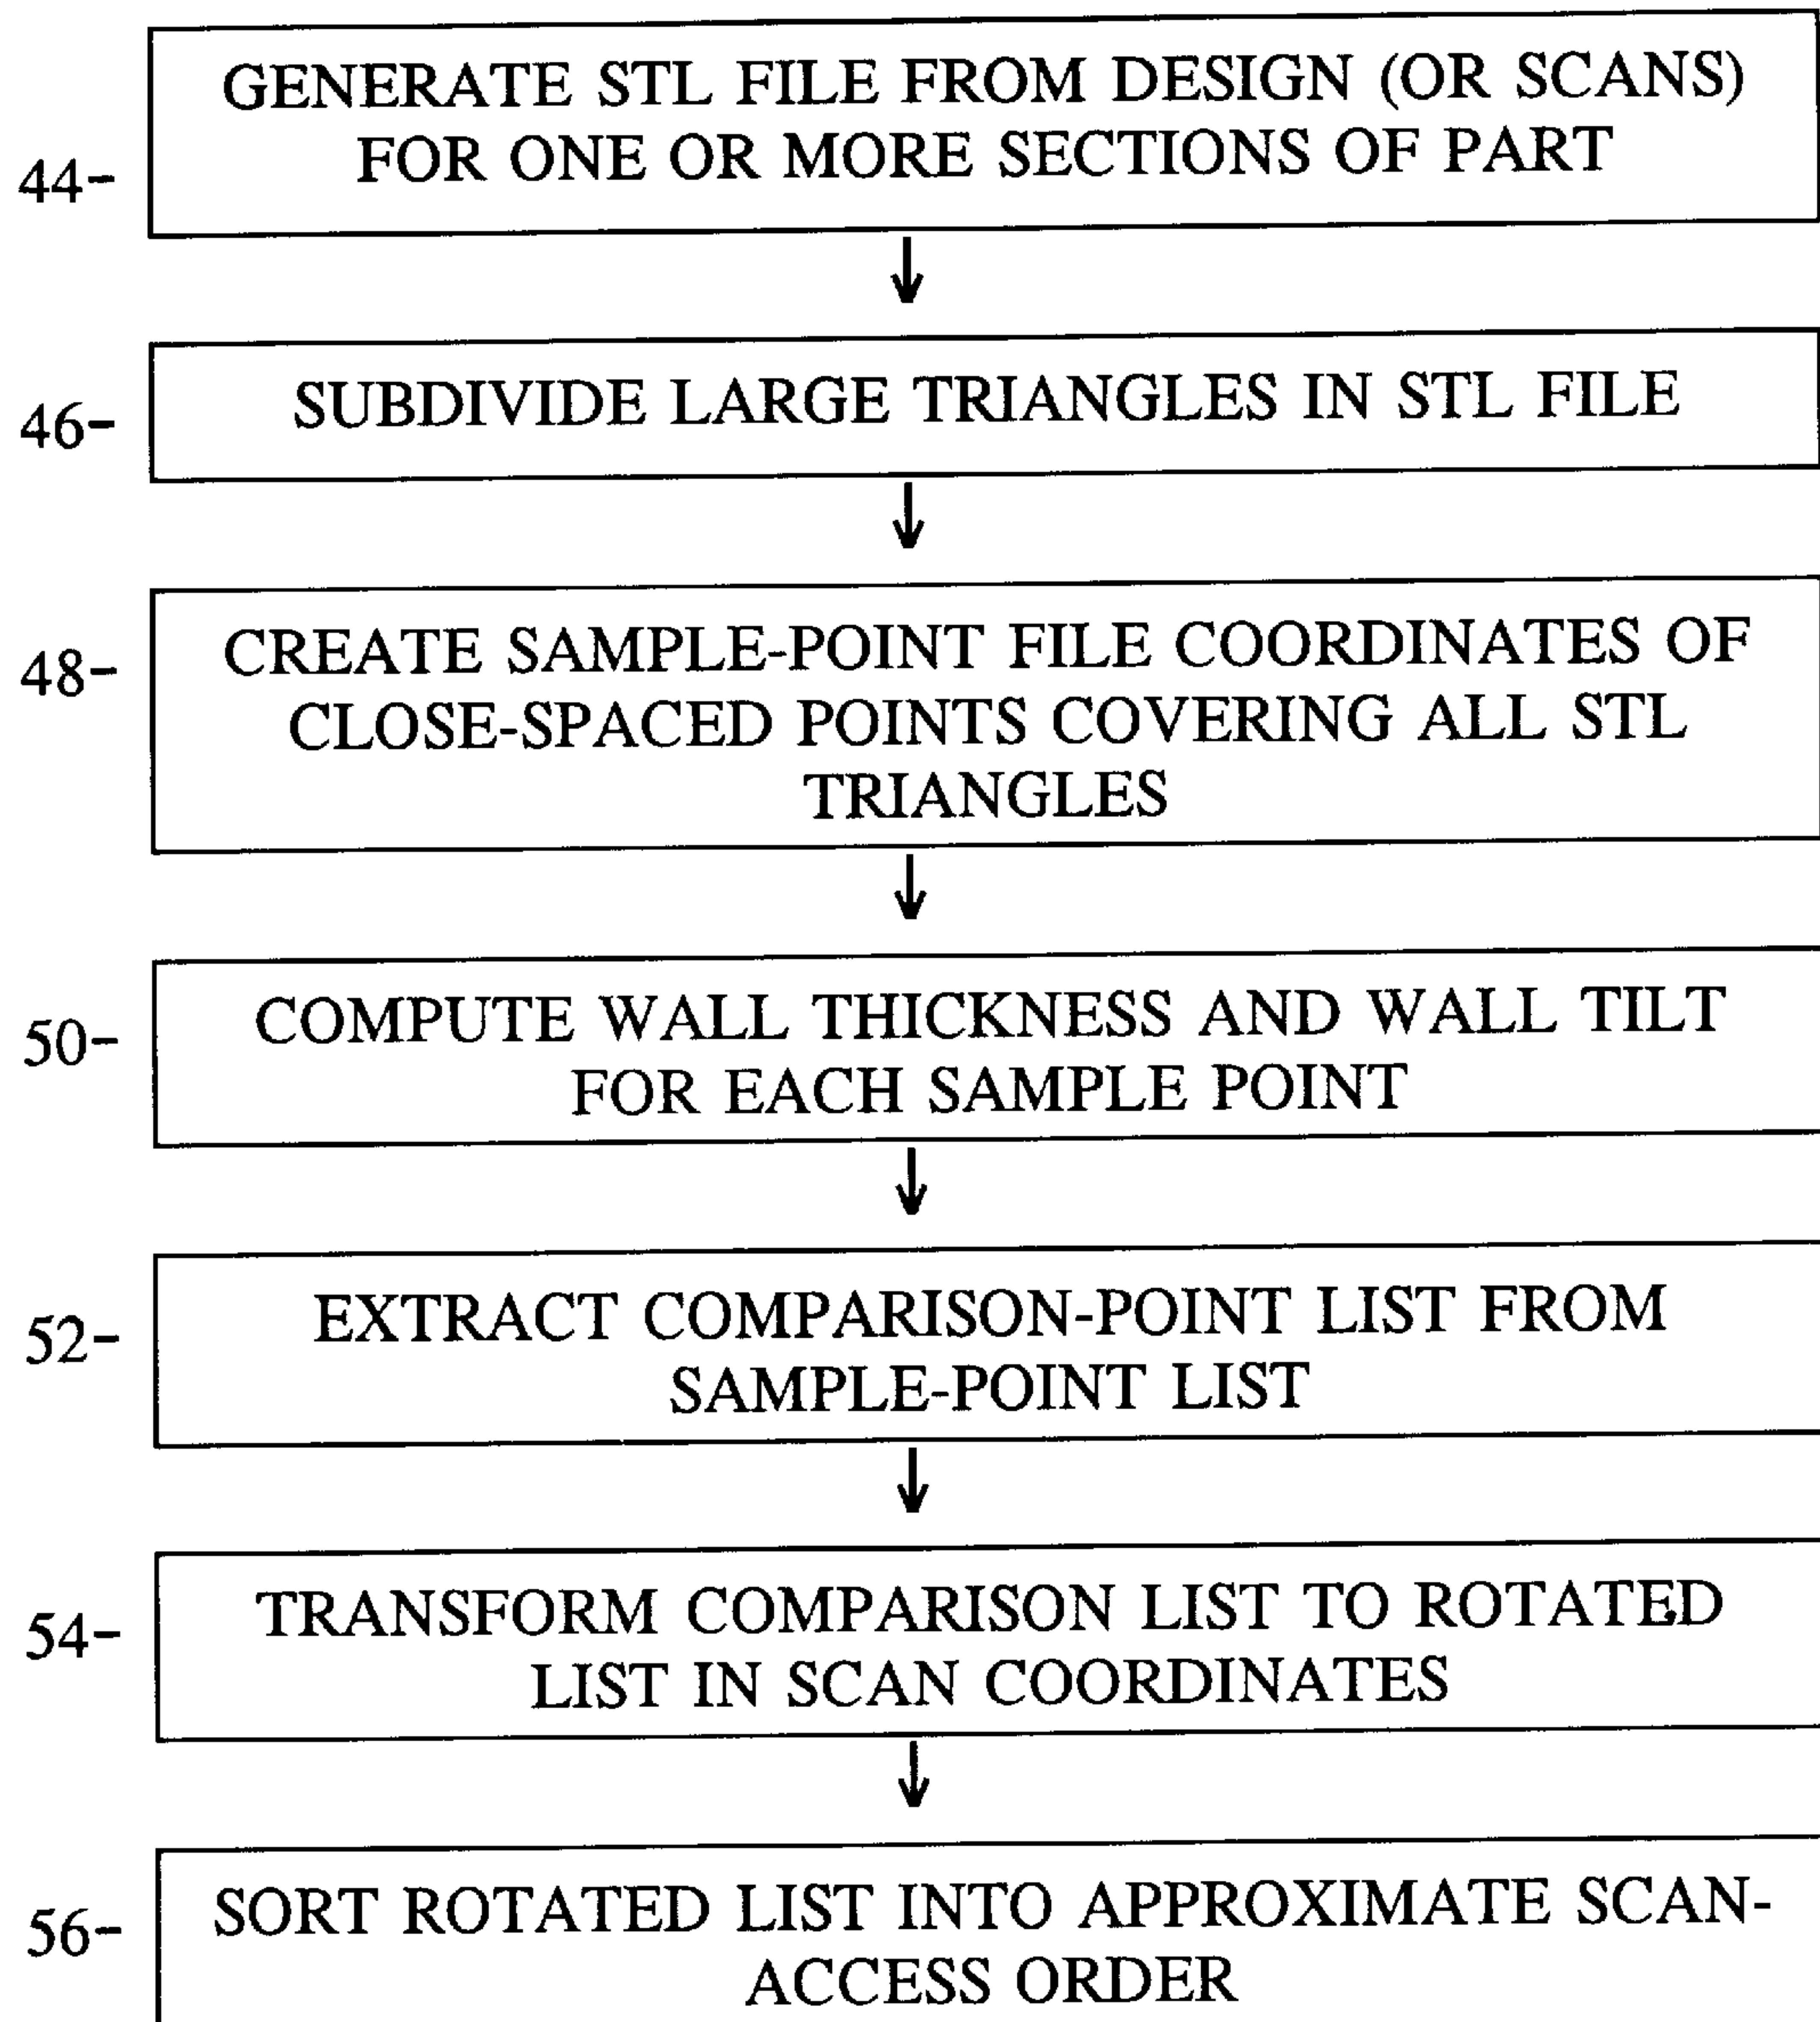 GENERATE STL FILE FROM DESIGN (OR SCANS)
FOR ONE OR MORE SECTIONS OF PART
44-
SUBDIVIDE LARGE TRIANGLES IN STL FILE
46-
CREATE SAMPLE-POINT FILE COORDINATES OF
48-
CLOSE-SPACED POINTS COVERING ALL STL
TRIANGLES
COMPUTE WALL THICKNESS AND WALL TILT
50-
FOR EACH SAMPLE POINT
EXTRACT COMPARISON-POINT LIST FROM
52-
SAMPLE-POINT LIST
TRANSFORM COMPARISON LIST TO ROTATED
54-
LIST IN SCAN COORDINATES
SORT ROTATED LIST INTO APPROXIMATE SCAN-
56-
ACCESS ORDER